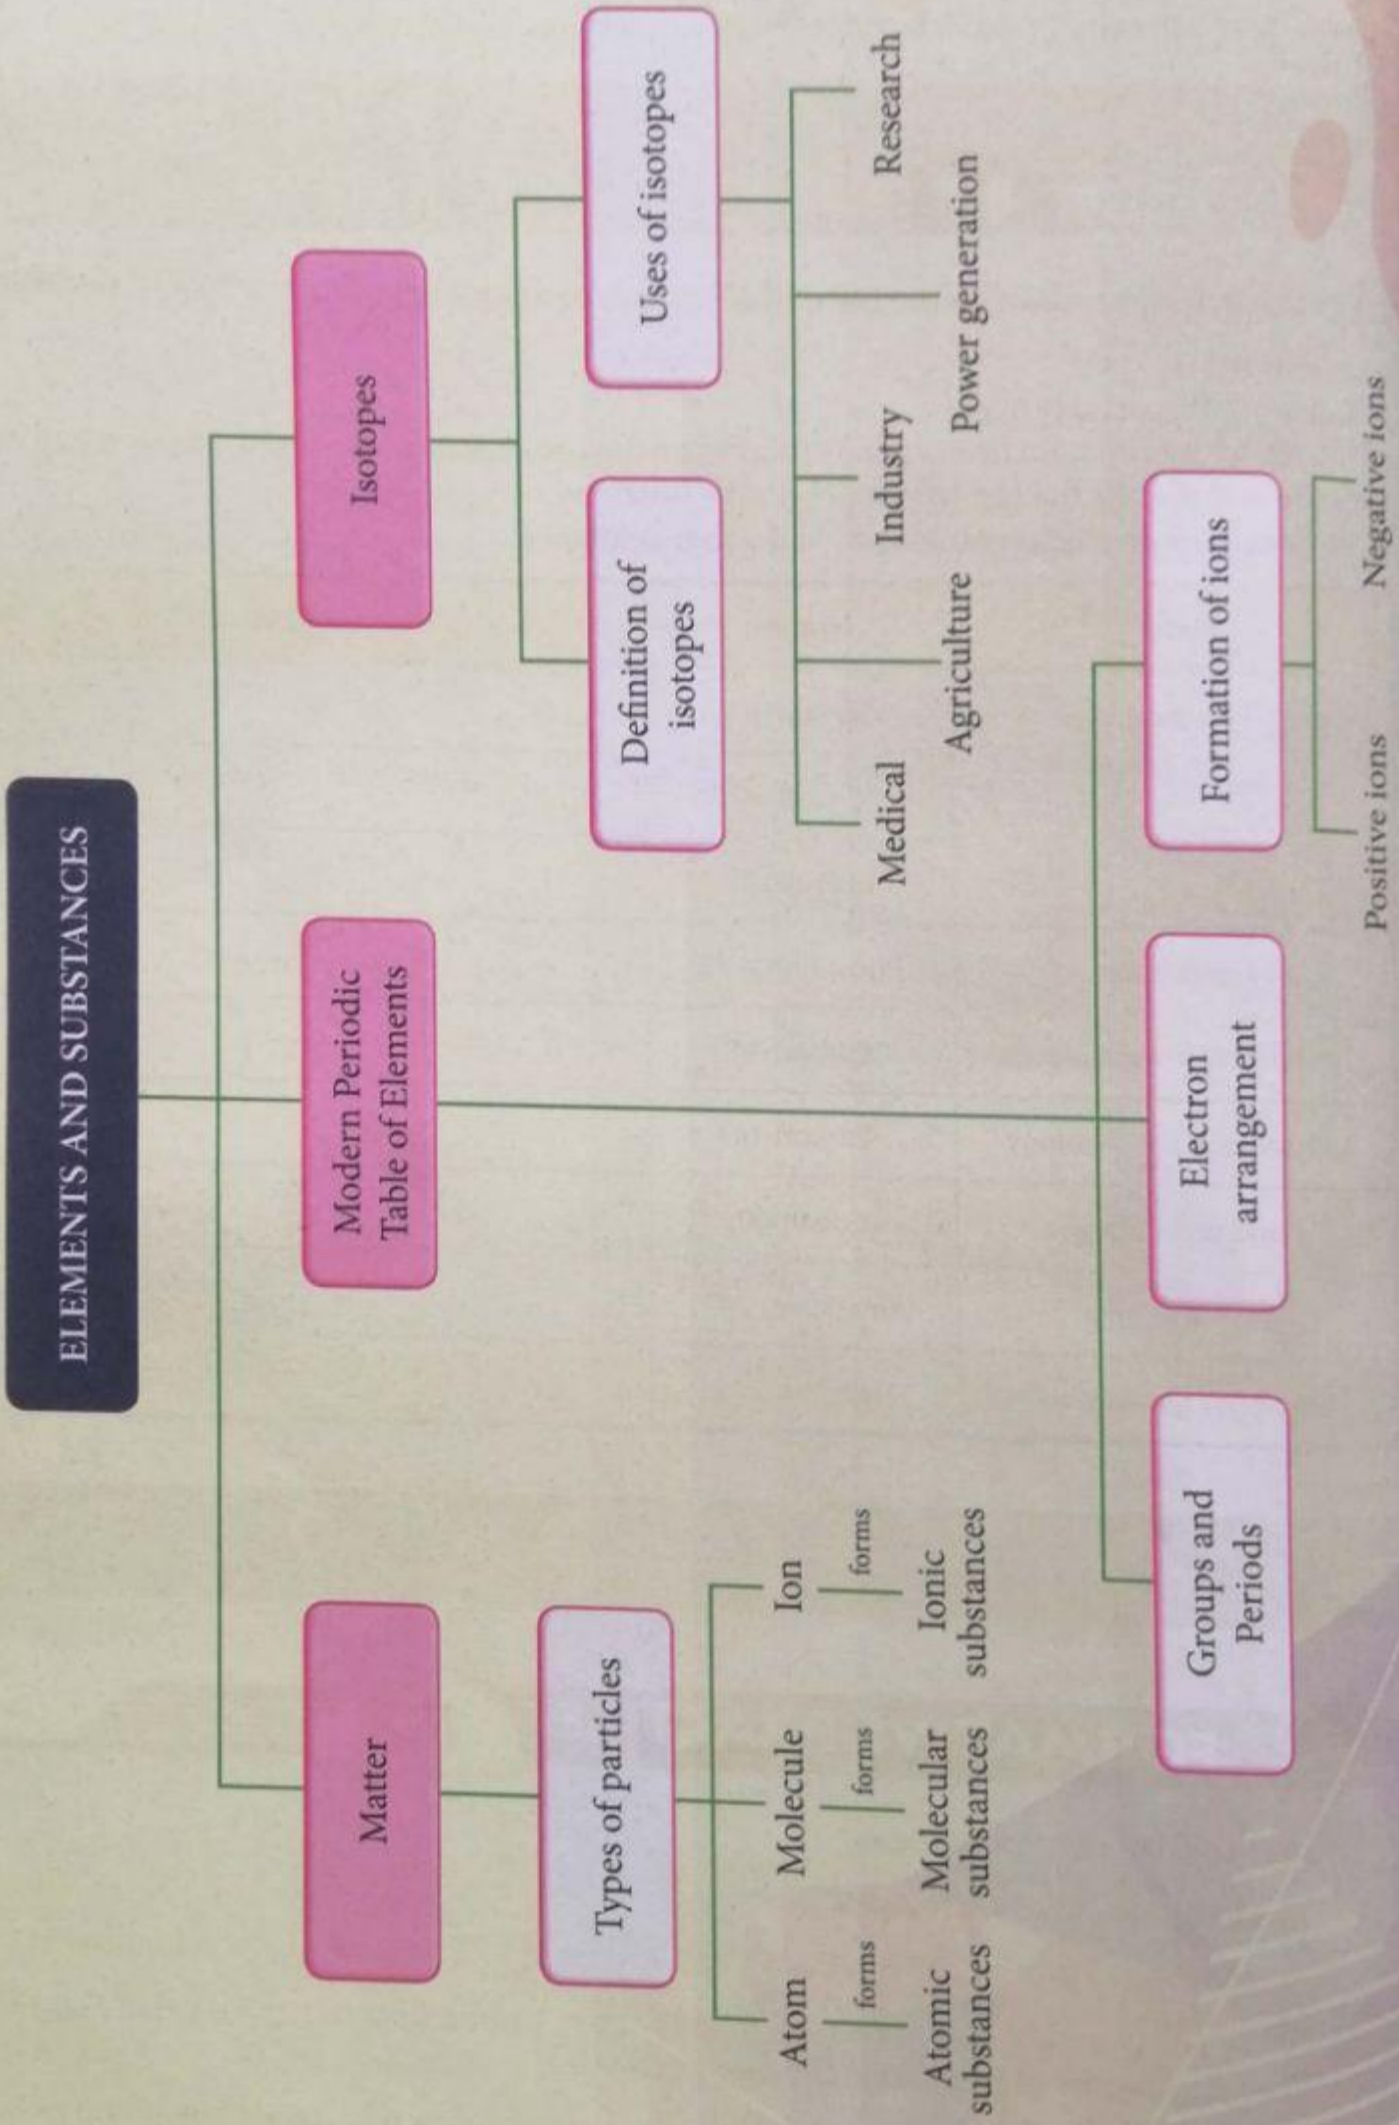 ELEMENTS AND SUBSTANCES
Matter
Modern Periodic
Table of Elements
Isotopes
Types of particles
Definition of
isotopes
Uses of isotopes
Atom
Molecule
Ion
forms
forms
forms
Atomic
substances
Molecular
substances
Ionic
substances
Medical
Agriculture
Industry
Power generation
Research
Groups and
Periods
Electron
arrangement
Formation of ions
Positive ions
Negative ions